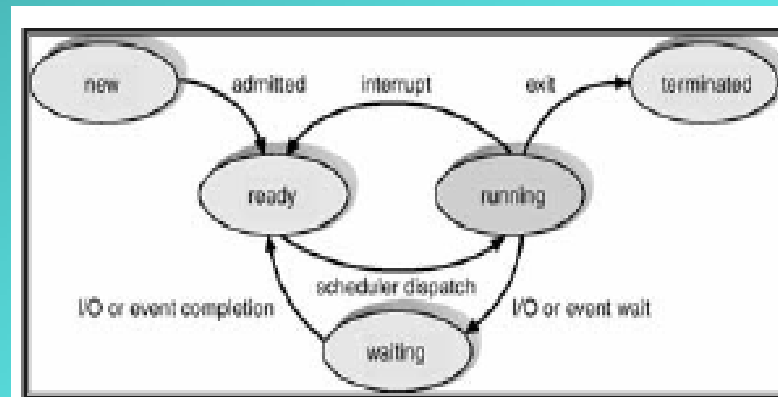 new
admitted
interrupt
exit
terminated
ready
running
scheduler dispatch
I/O or event completion
I/O or event wait
waiting